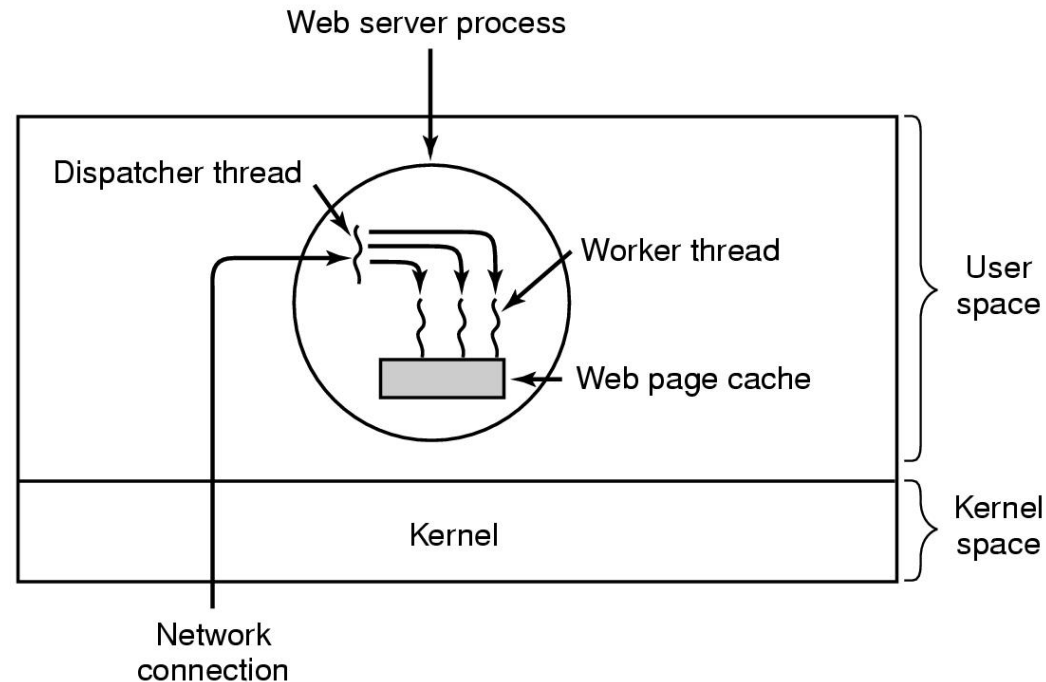 Web server process
Dispatcher thread
Worker thread
User
space
Web page cache
Kernel
Kernel
space
Network
connection